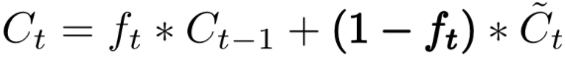 C_t = f_t * C_{t-1} + (1 - f_t) * C̃_t